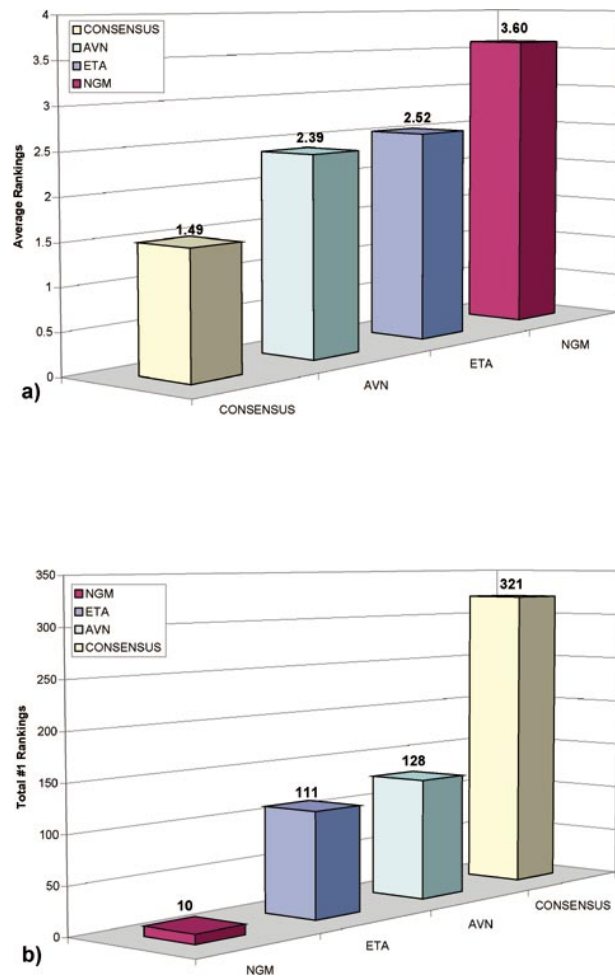 4
3.5
3
2.5
2
1.5
1
0.5
0
Average Rankings
CONSENSUS
AVN
ETA
NGM
1.49
2.39
2.52
3.60
CONSENSUS
AVN
ETA
NGM
a)
350
300
250
200
150
100
50
0
Total #1 Rankings
NGM
ETA
AVN
CONSENSUS
10
111
128
321
NGM
ETA
AVN
CONSENSUS
b)